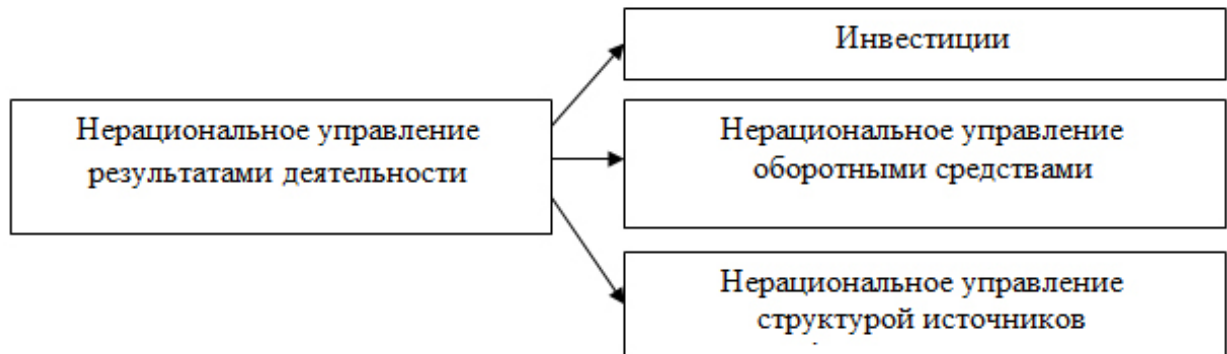 Инвестиции
Нерациональное управление
результатами деятельности
Нерациональное управление
оборотными средствами
Нерациональное управление
структурой источников